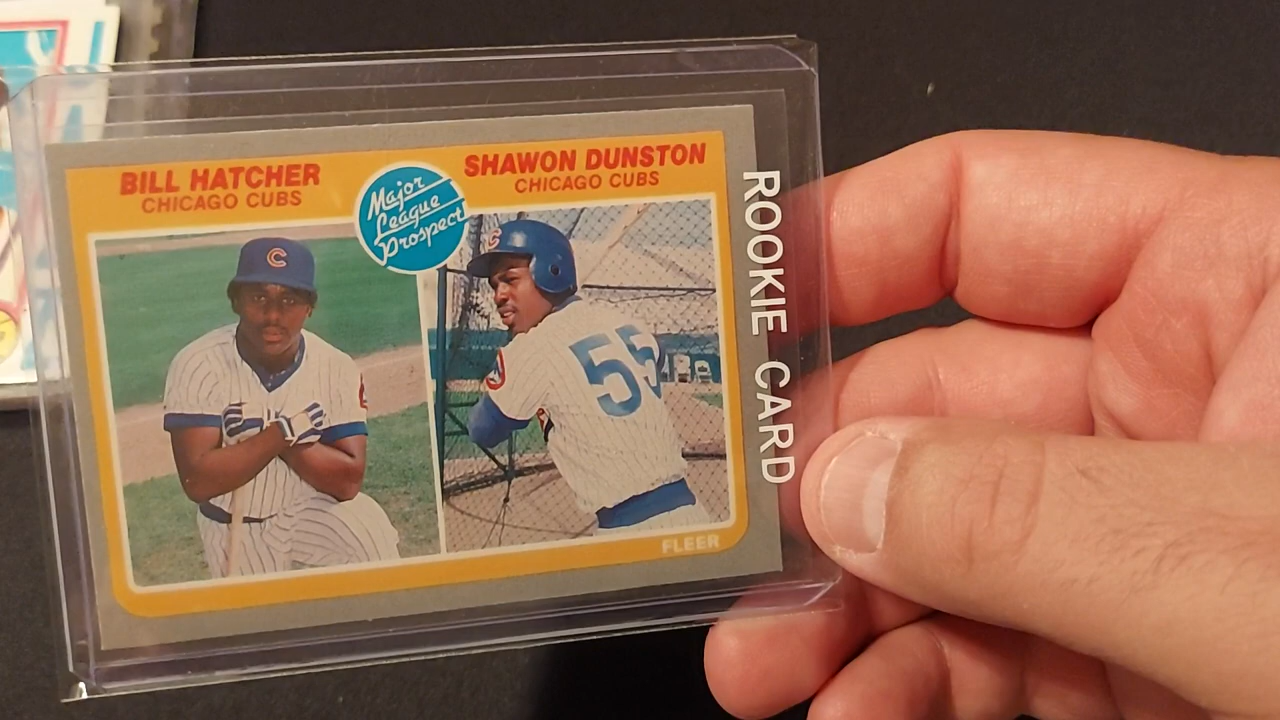 BILL HATCHER
CHICAGO CUBS
Major
League
Prospect
SHAWON DUNSTON
CHICAGO CUBS
C
C
55
FLEER
ROOKIE CARD